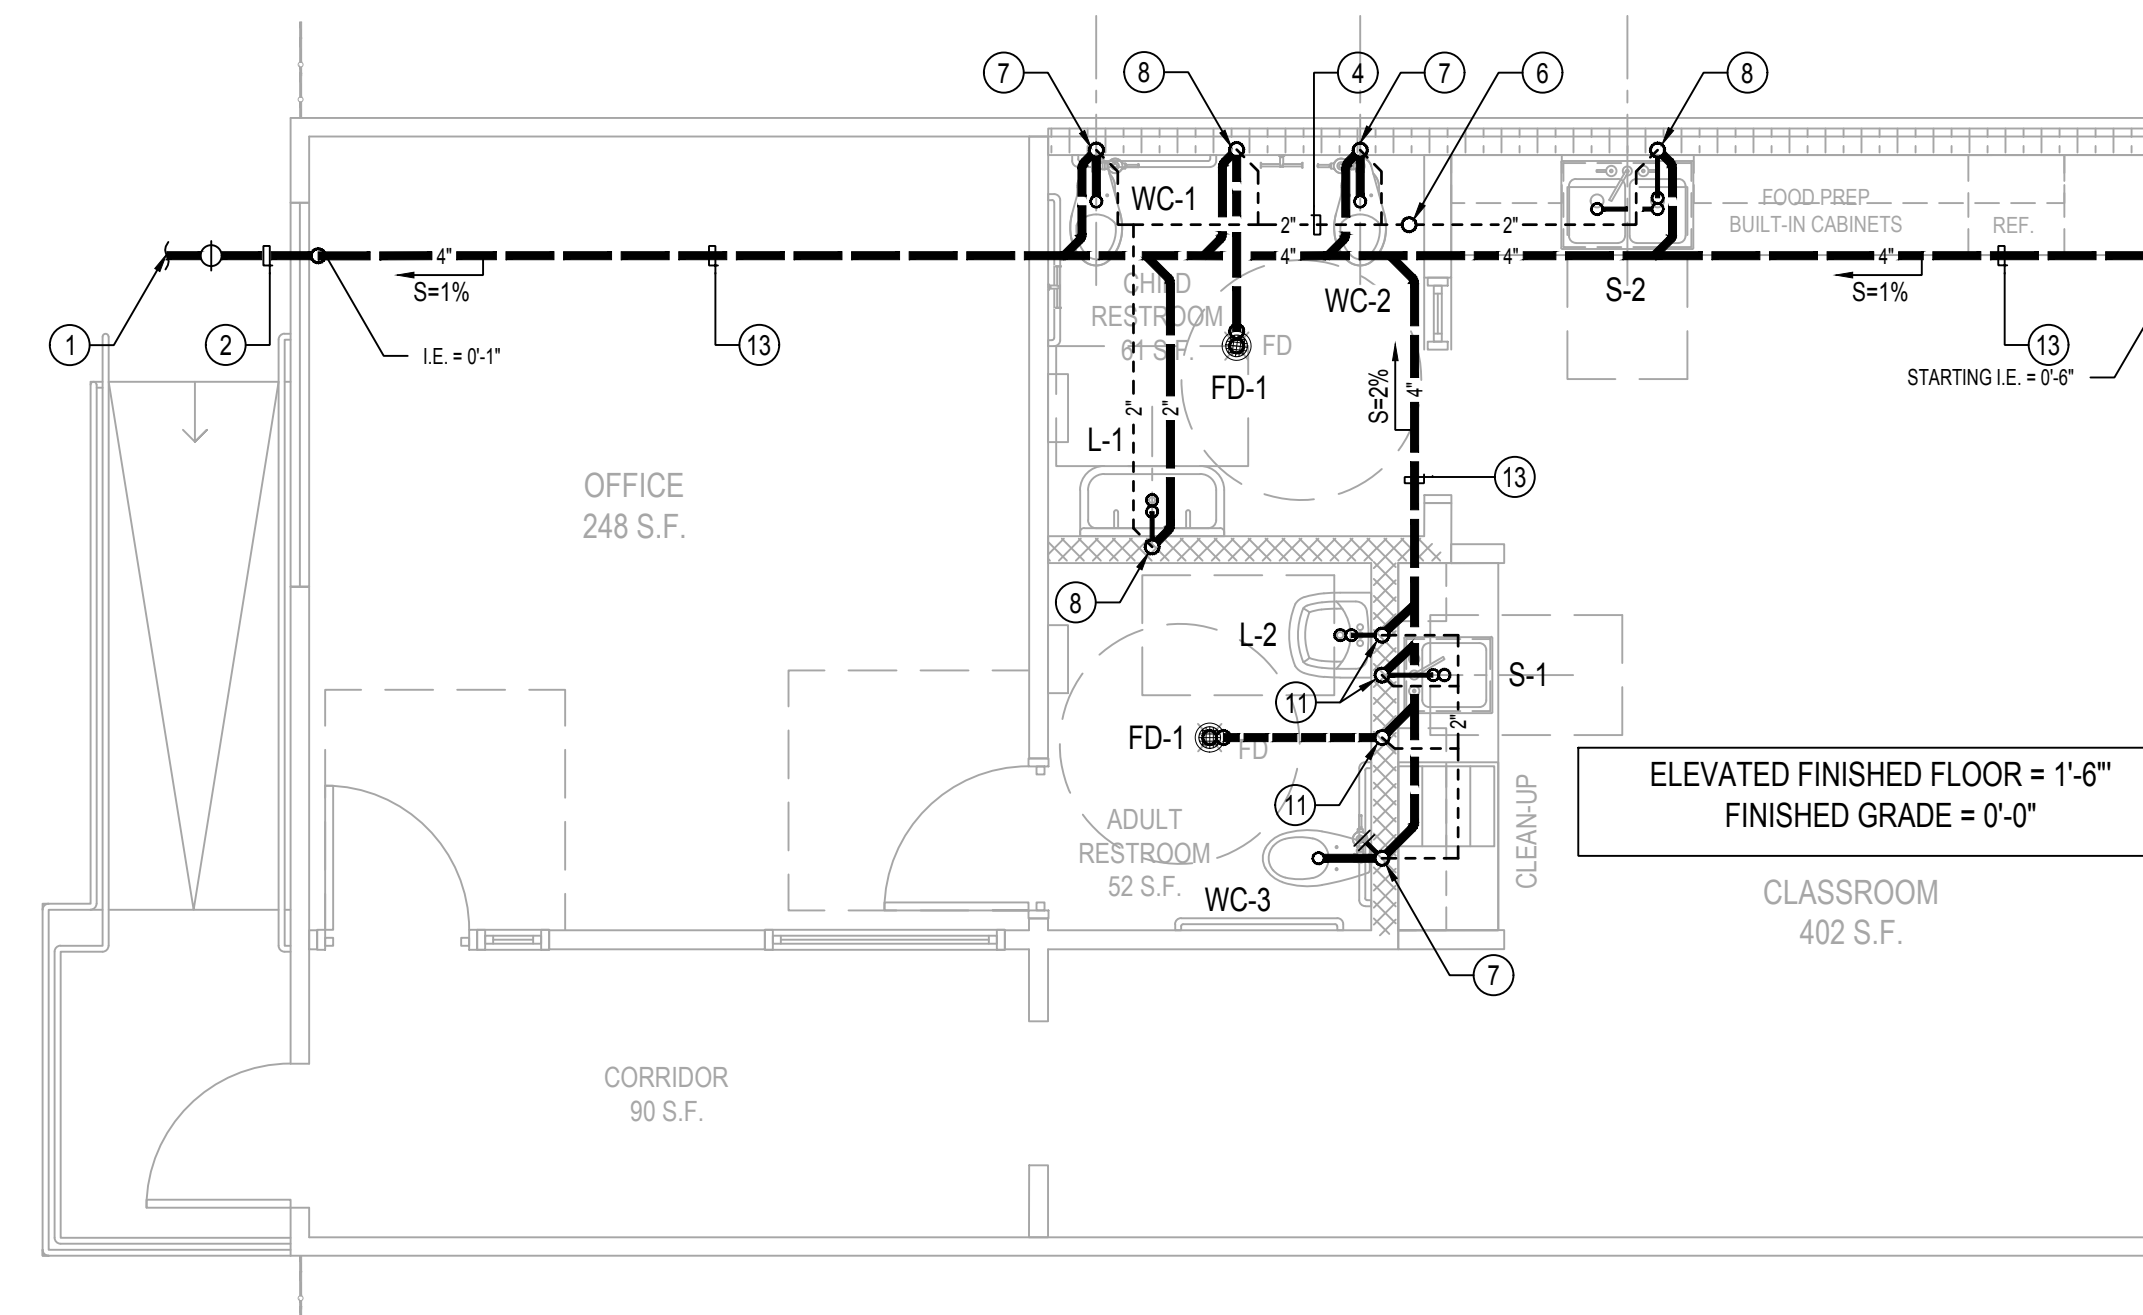 7
8
4
7
6
8
WC-1
FOOD PREP
BUILT-IN CABINETS
REF.
2"
2"
4"
4"
4"
4"
S=1%
S=1%
CHILD
RESTROOM
61 S.F.
WC-2
S-2
1
2
I.E. = 0'-1"
13
FD
13
STARTING I.E. = 0'-6"
FD-1
S=2%
4"
2"
2"
L-1
OFFICE
248 S.F.
13
8
L-2
S-1
11
2"
FD-1
FD
ELEVATED FINISHED FLOOR = 1'-6'"
FINISHED GRADE = 0'-0"
11
ADULT
RESTROOM
52 S.F.
CLEAN-UP
WC-3
CLASSROOM
402 S.F.
7
CORRIDOR
90 S.F.